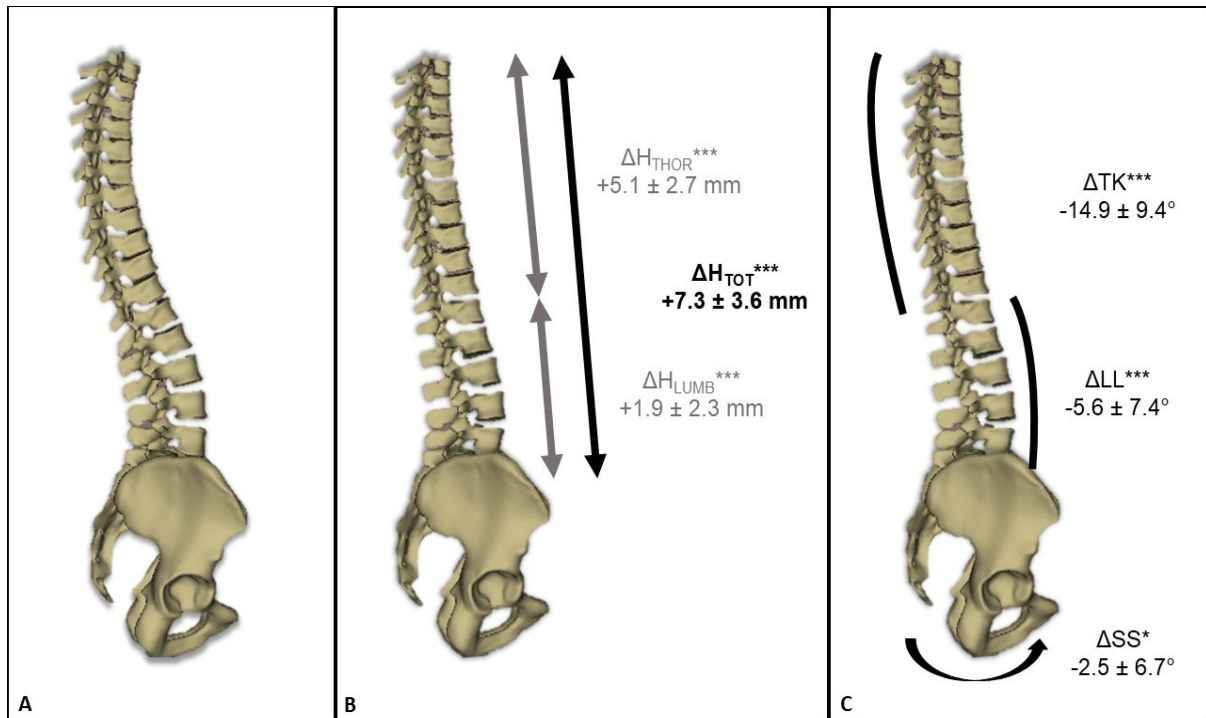 ΔH_THOR***
+5.1 ± 2.7 mm
ΔH_TOT***
+7.3 ± 3.6 mm
ΔH_LUMB***
+1.9 ± 2.3 mm
ΔTK***
-14.9 ± 9.4°
ΔLL***
-5.6 ± 7.4°
ΔSS*
-2.5 ± 6.7°
A
B
C